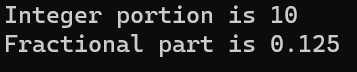 Integer portion is 10
Fractional part is 0.125